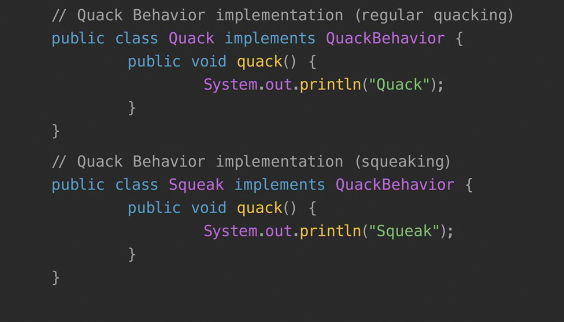 // Quack Behavior implementation (regular quacking)
public class Quack implements QuackBehavior {
public void quack() {
System.out.println("Quack");
}
}
// Quack Behavior implementation (squeaking)
public class Squeak implements QuackBehavior {
public void quack() {
System.out.println("Squeak");
}
}